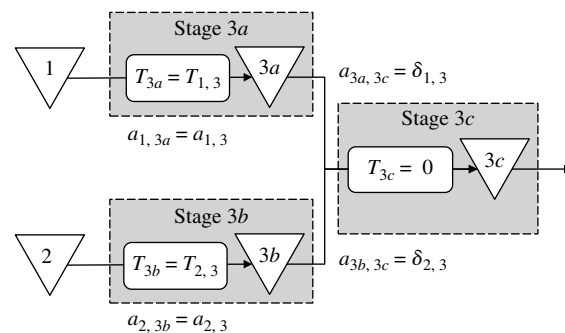 Stage 3a
1
T3a = T1, 3
3a
a3a, 3c = δ1, 3
a1, 3a = a1, 3
Stage 3c
T3c = 0
3c
Stage 3b
2
T3b = T2, 3
3b
a3b, 3c = δ2, 3
a2, 3b = a2, 3